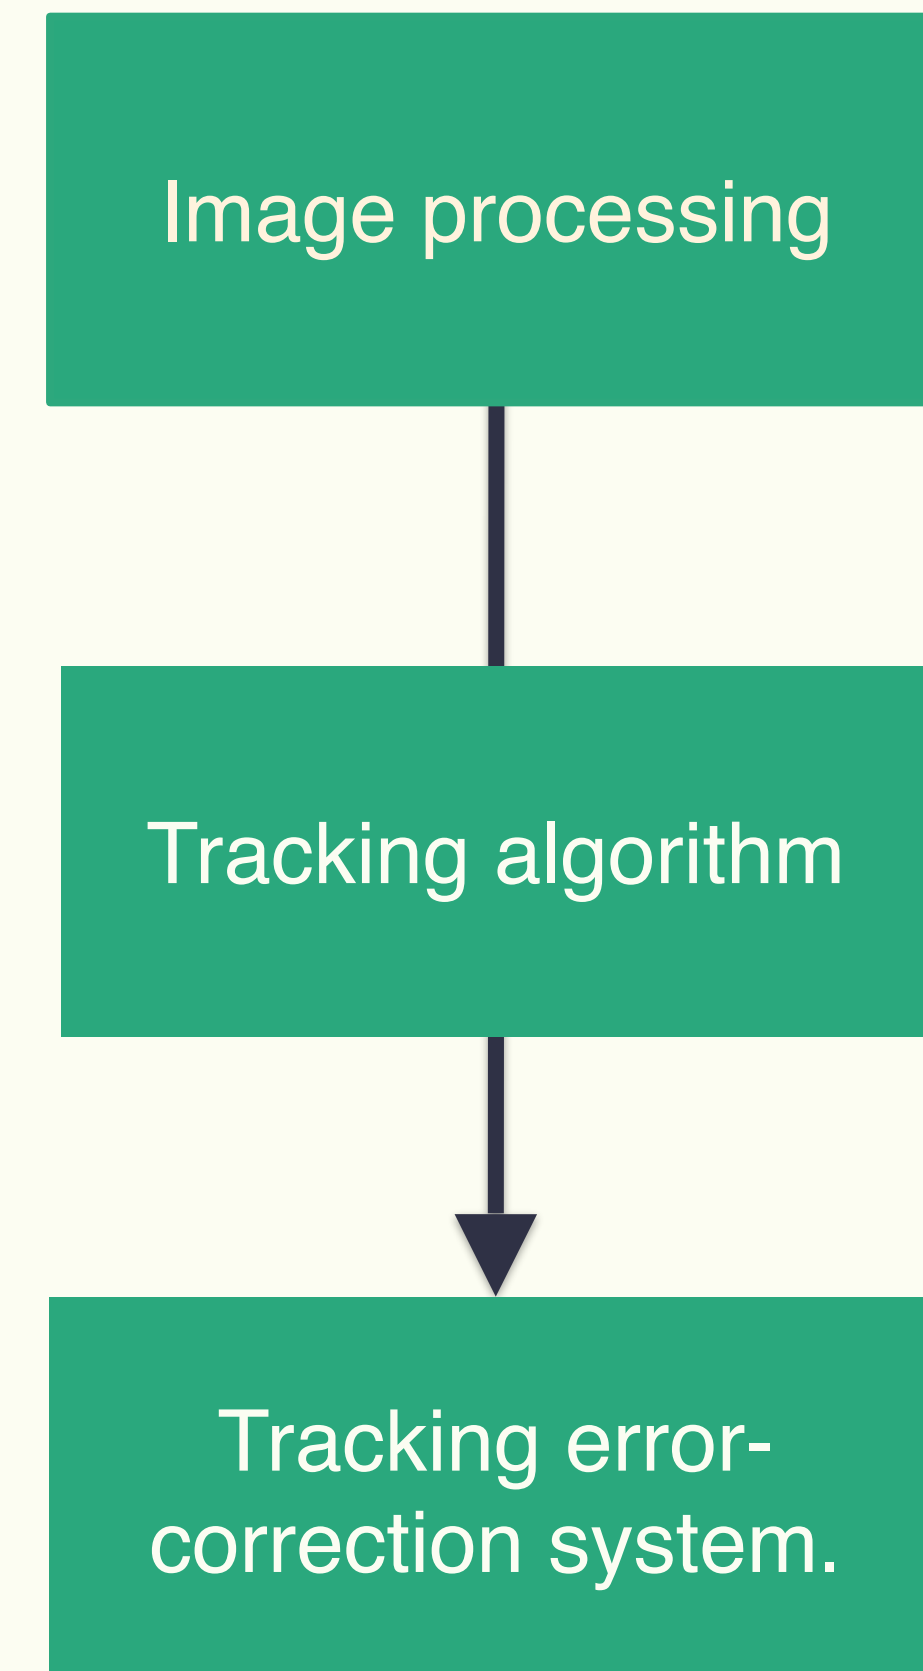 Image processing
Tracking algorithm
Tracking error-
correction system.